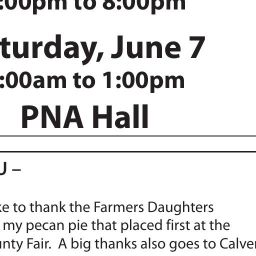 :00pm to 8:00pm
turday, June 7
:00am to 1:00pm
PNA Hall
U –
ke to thank the Farmers Daughters
my pecan pie that placed first at the
unty Fair. A big thanks also goes to Calver